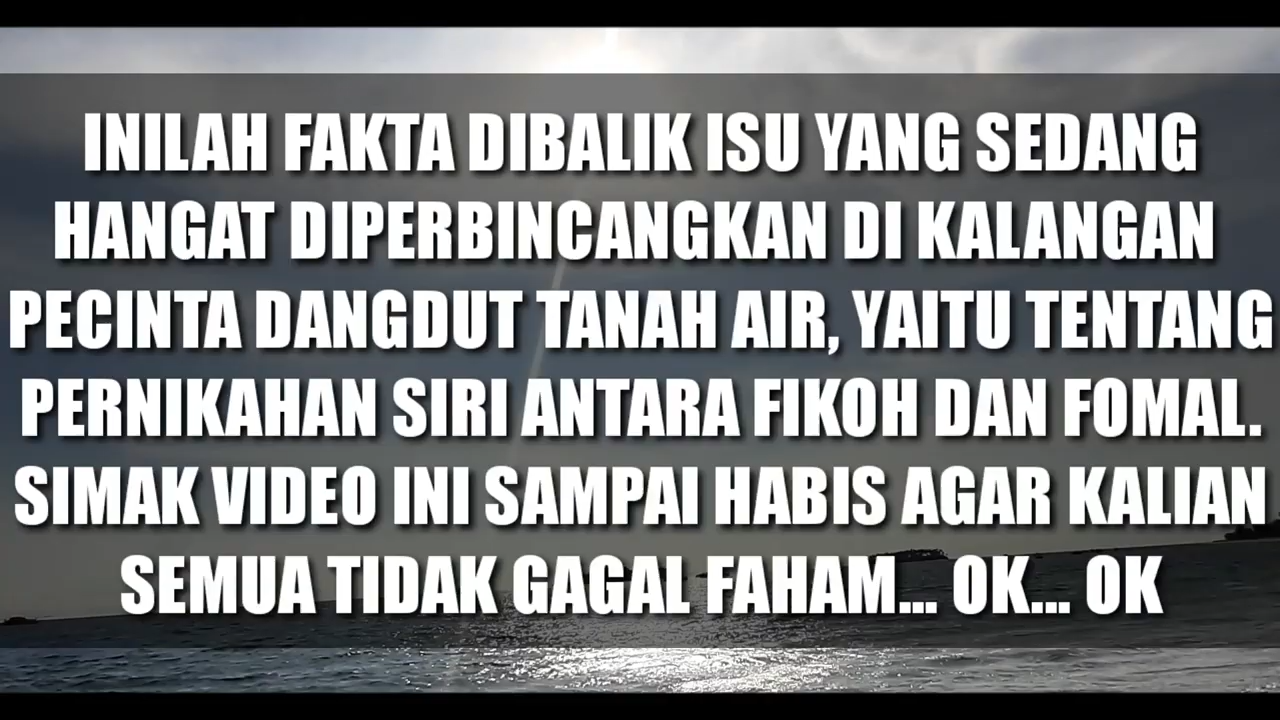 INILAH FAKTA DIBALIK ISU YANG SEDANG
HANGAT DIPERBINCANGKAN DI KALANGAN
PECINTA DANGDUT TANAH AIR, YAITU TENTANG
PERNIKAHAN SIRI ANTARA FIKOH DAN FOMAL.
SIMAK VIDEO INI SAMPAI HABIS AGAR KALIAN
SEMUA TIDAK GAGAL FAHAM... OK... OK